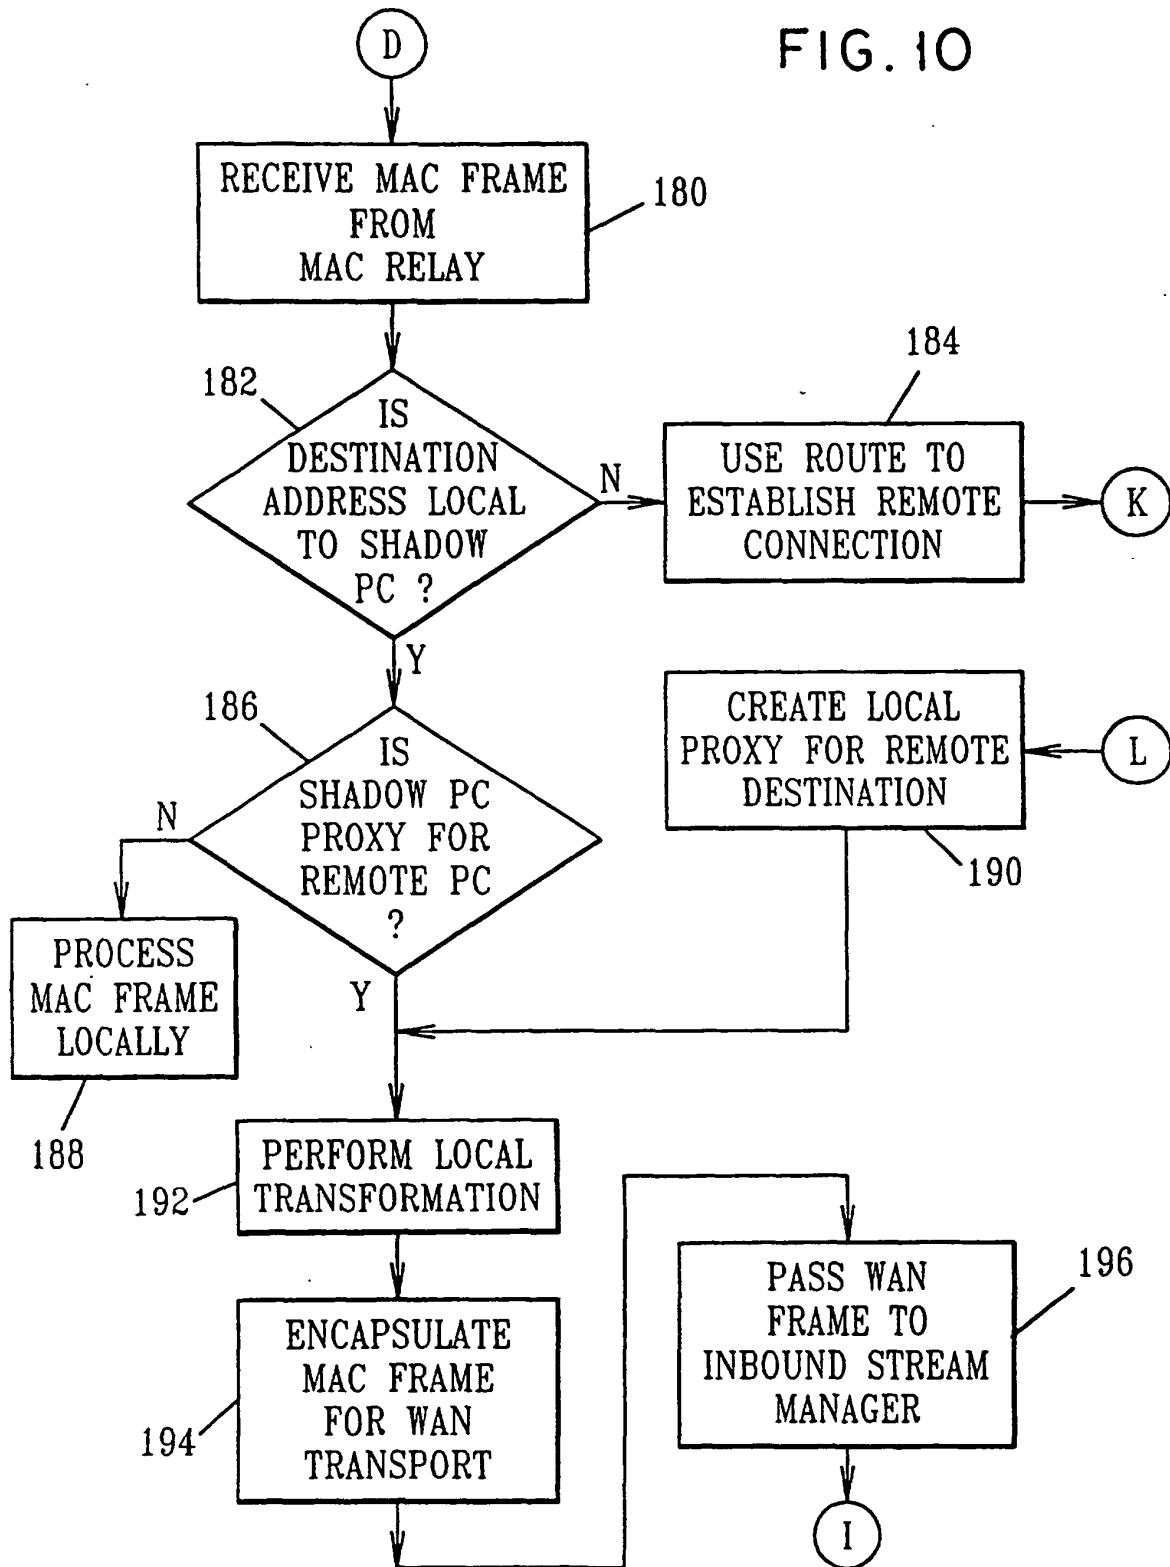 FIG. 10
D
RECEIVE MAC FRAME
FROM
MAC RELAY
180
182
IS
DESTINATION
ADDRESS LOCAL
TO SHADOW
PC ?
N
184
USE ROUTE TO
ESTABLISH REMOTE
CONNECTION
K
Y
186
IS
SHADOW PC
PROXY FOR
REMOTE PC
?
N
CREATE LOCAL
PROXY FOR REMOTE
DESTINATION
L
190
PROCESS
MAC FRAME
LOCALLY
188
Y
PERFORM LOCAL
TRANSFORMATION
192
ENCAPSULATE
MAC FRAME
FOR WAN
TRANSPORT
194
PASS WAN
FRAME TO
INBOUND STREAM
MANAGER
196
I